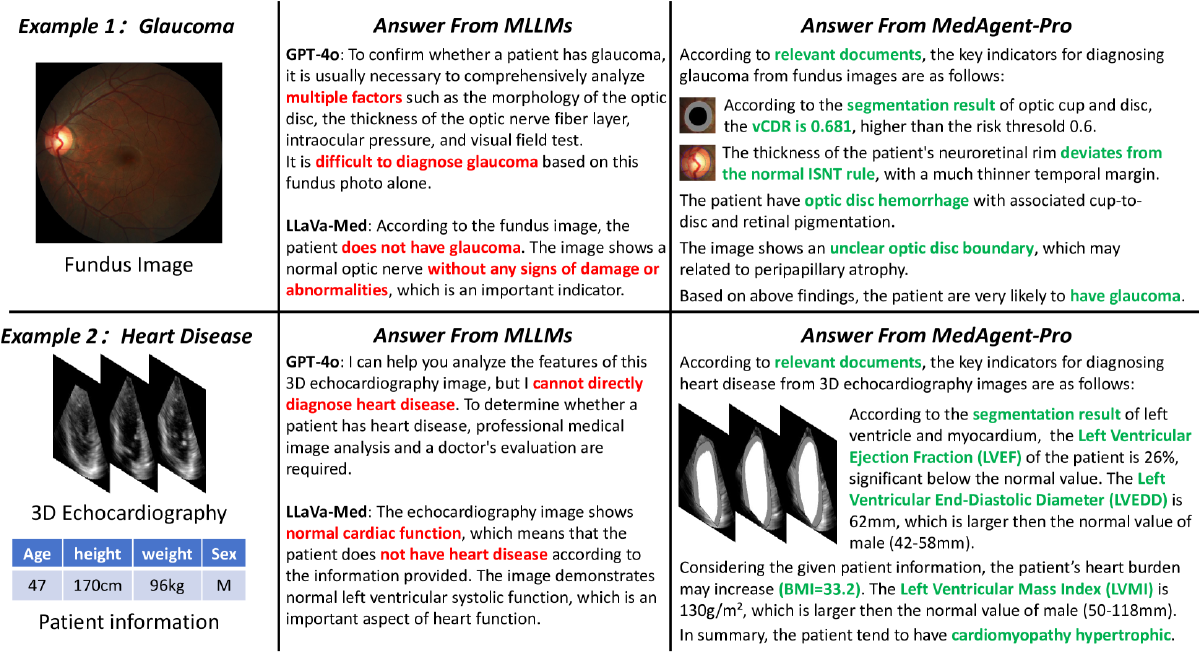 Example 1： Glaucoma
Fundus Image
Answer From MLLMs
GPT-4o: To confirm whether a patient has glaucoma,
it is usually necessary to comprehensively analyze
multiple factors such as the morphology of the optic
disc, the thickness of the optic nerve fiber layer,
intraocular pressure, and visual field test.
It is difficult to diagnose glaucoma based on this
fundus photo alone.
LLaVa-Med: According to the fundus image, the
patient does not have glaucoma. The image shows a
normal optic nerve without any signs of damage or
abnormalities, which is an important indicator.
Answer From MedAgent-Pro
According to relevant documents, the key indicators for diagnosing
glaucoma from fundus images are as follows:
According to the segmentation result of optic cup and disc,
the vCDR is 0.681, higher than the risk thresold 0.6.
The thickness of the patient's neuroretinal rim deviates from
the normal ISNT rule, with a much thinner temporal margin.
The patient have optic disc hemorrhage with associated cup-to-
disc and retinal pigmentation.
The image shows an unclear optic disc boundary, which may
related to peripapillary atrophy.
Based on above findings, the patient are very likely to have glaucoma.
Example 2： Heart Disease
3D Echocardiography
Age height weight Sex
47 170cm 96kg M
Patient information
Answer From MLLMs
GPT-4o: I can help you analyze the features of this
3D echocardiography image, but I cannot directly
diagnose heart disease. To determine whether a
patient has heart disease, professional medical
image analysis and a doctor's evaluation are
required.
LLaVa-Med: The echocardiography image shows
normal cardiac function, which means that the
patient does not have heart disease according to
the information provided. The image demonstrates
normal left ventricular systolic function, which is an
important aspect of heart function.
Answer From MedAgent-Pro
According to relevant documents, the key indicators for diagnosing
heart disease from 3D echocardiography images are as follows:
According to the segmentation result of left
ventricle and myocardium, the Left Ventricular
Ejection Fraction (LVEF) of the patient is 26%,
significant below the normal value. The Left
Ventricular End-Diastolic Diameter (LVEDD) is
62mm, which is larger then the normal value of
male (42-58mm).
Considering the given patient information, the patient’s heart burden
may increase (BMI=33.2). The Left Ventricular Mass Index (LVMI) is
130g/m², which is larger then the normal value of male (50-118mm).
In summary, the patient tend to have cardiomyopathy hypertrophic.